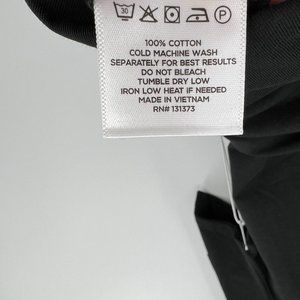 30 P
100% COTTON
COLD MACHINE WASH
SEPARATELY FOR BEST RESULTS
DO NOT BLEACH
TUMBLE DRY LOW
IRON LOW HEAT IF NEEDED
MADE IN VIETNAM
RN# 131373